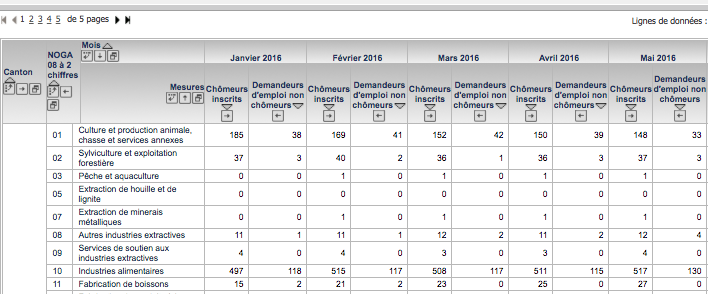 1 2 3 4 5 de 5 pages Lignes de données :
Mois
NOGA 08 à 2 chiffres
Janvier 2016 Février 2016 Mars 2016 Avril 2016 Mai 2016
Canton
Mesures Chômeurs inscrits Demandeurs d'emploi non chômeurs Chômeurs inscrits Demandeurs d'emploi non chômeurs Chômeurs inscrits Demandeurs d'emploi non chômeurs Chômeurs inscrits Demandeurs d'emploi non chômeurs Chômeurs inscrits Demandeurs d'emploi non chômeurs
01 Culture et production animale, chasse et services annexes 185 38 169 41 152 42 150 39 148 33
02 Sylviculture et exploitation forestière 37 3 40 2 36 1 36 3 37 3
03 Pêche et aquaculture 0 0 1 0 1 0 1 0 1 0
05 Extraction de houille et de lignite 0 0 0 0 0 0 0 0 0 0
07 Extraction de minerais métalliques 0 0 1 0 1 0 1 0 1 0
08 Autres industries extractives 11 1 11 1 12 2 11 2 12 4
09 Services de soutien aux industries extractives 4 0 4 0 3 0 3 0 4 0
10 Industries alimentaires 497 118 515 117 508 117 511 115 517 130
11 Fabrication de boissons 15 2 21 2 23 0 25 0 27 0